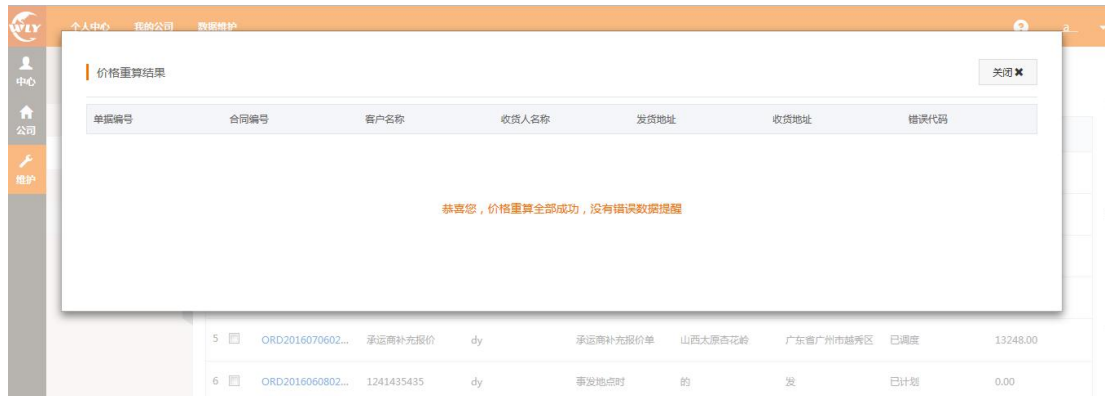 WLY 个人中心 我的公司 数据维护 ? a_
中心
公司
维护
价格重算结果 关闭✖
单据编号 合同编号 客户名称 收货人名称 发货地址 收货地址 错误代码
恭喜您，价格重算全部成功，没有错误数据提醒
5 ORD2016070602... 承运商补充报价 dy 承运商补充报价单 山西太原杏花岭 广东省广州市越秀区 已调度 13248.00
6 ORD2016060802... 1241435435 dy 事发地点时 的 发 已计划 0.00